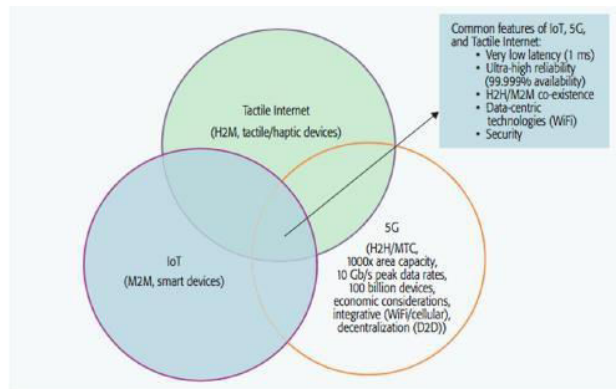 Common features of IoT, 5G,
and Tactile Internet:
• Very low latency (1 ms)
• Ultra-high reliability
(99.999% availability)
• H2H/M2M co-existence
• Data-centric
technologies (WiFi)
• Security
Tactile Internet
(H2M, tactile/haptic devices)
IoT
(M2M, smart devices)
5G
(H2H/MTC,
1000x area capacity,
10 Gb/s peak data rates,
100 billion devices,
economic considerations,
integrative (WiFi/cellular),
decentralization (D2D))